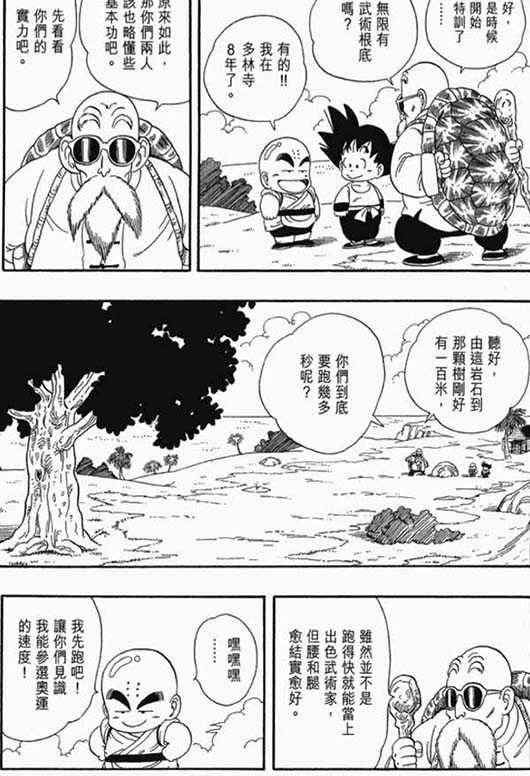 好，
是時候
開始
特訓了
無限有
武術根底
嗎？
有的!!
我在
多林寺
8年了。
原來如此，
那你們兩人
該也略懂些
基本功吧。
先看看
你們的
實力吧。
聽好，
由這岩石到
那顆樹剛好
有一百米，
你們到底
要跑幾多
秒呢？
雖然並不是
跑得快就能當上
出色武術家，
但腰和腿
愈結實愈好。
嘿嘿嘿
……
我先跑吧！
讓你們見識
我能參選奧運
的速度！